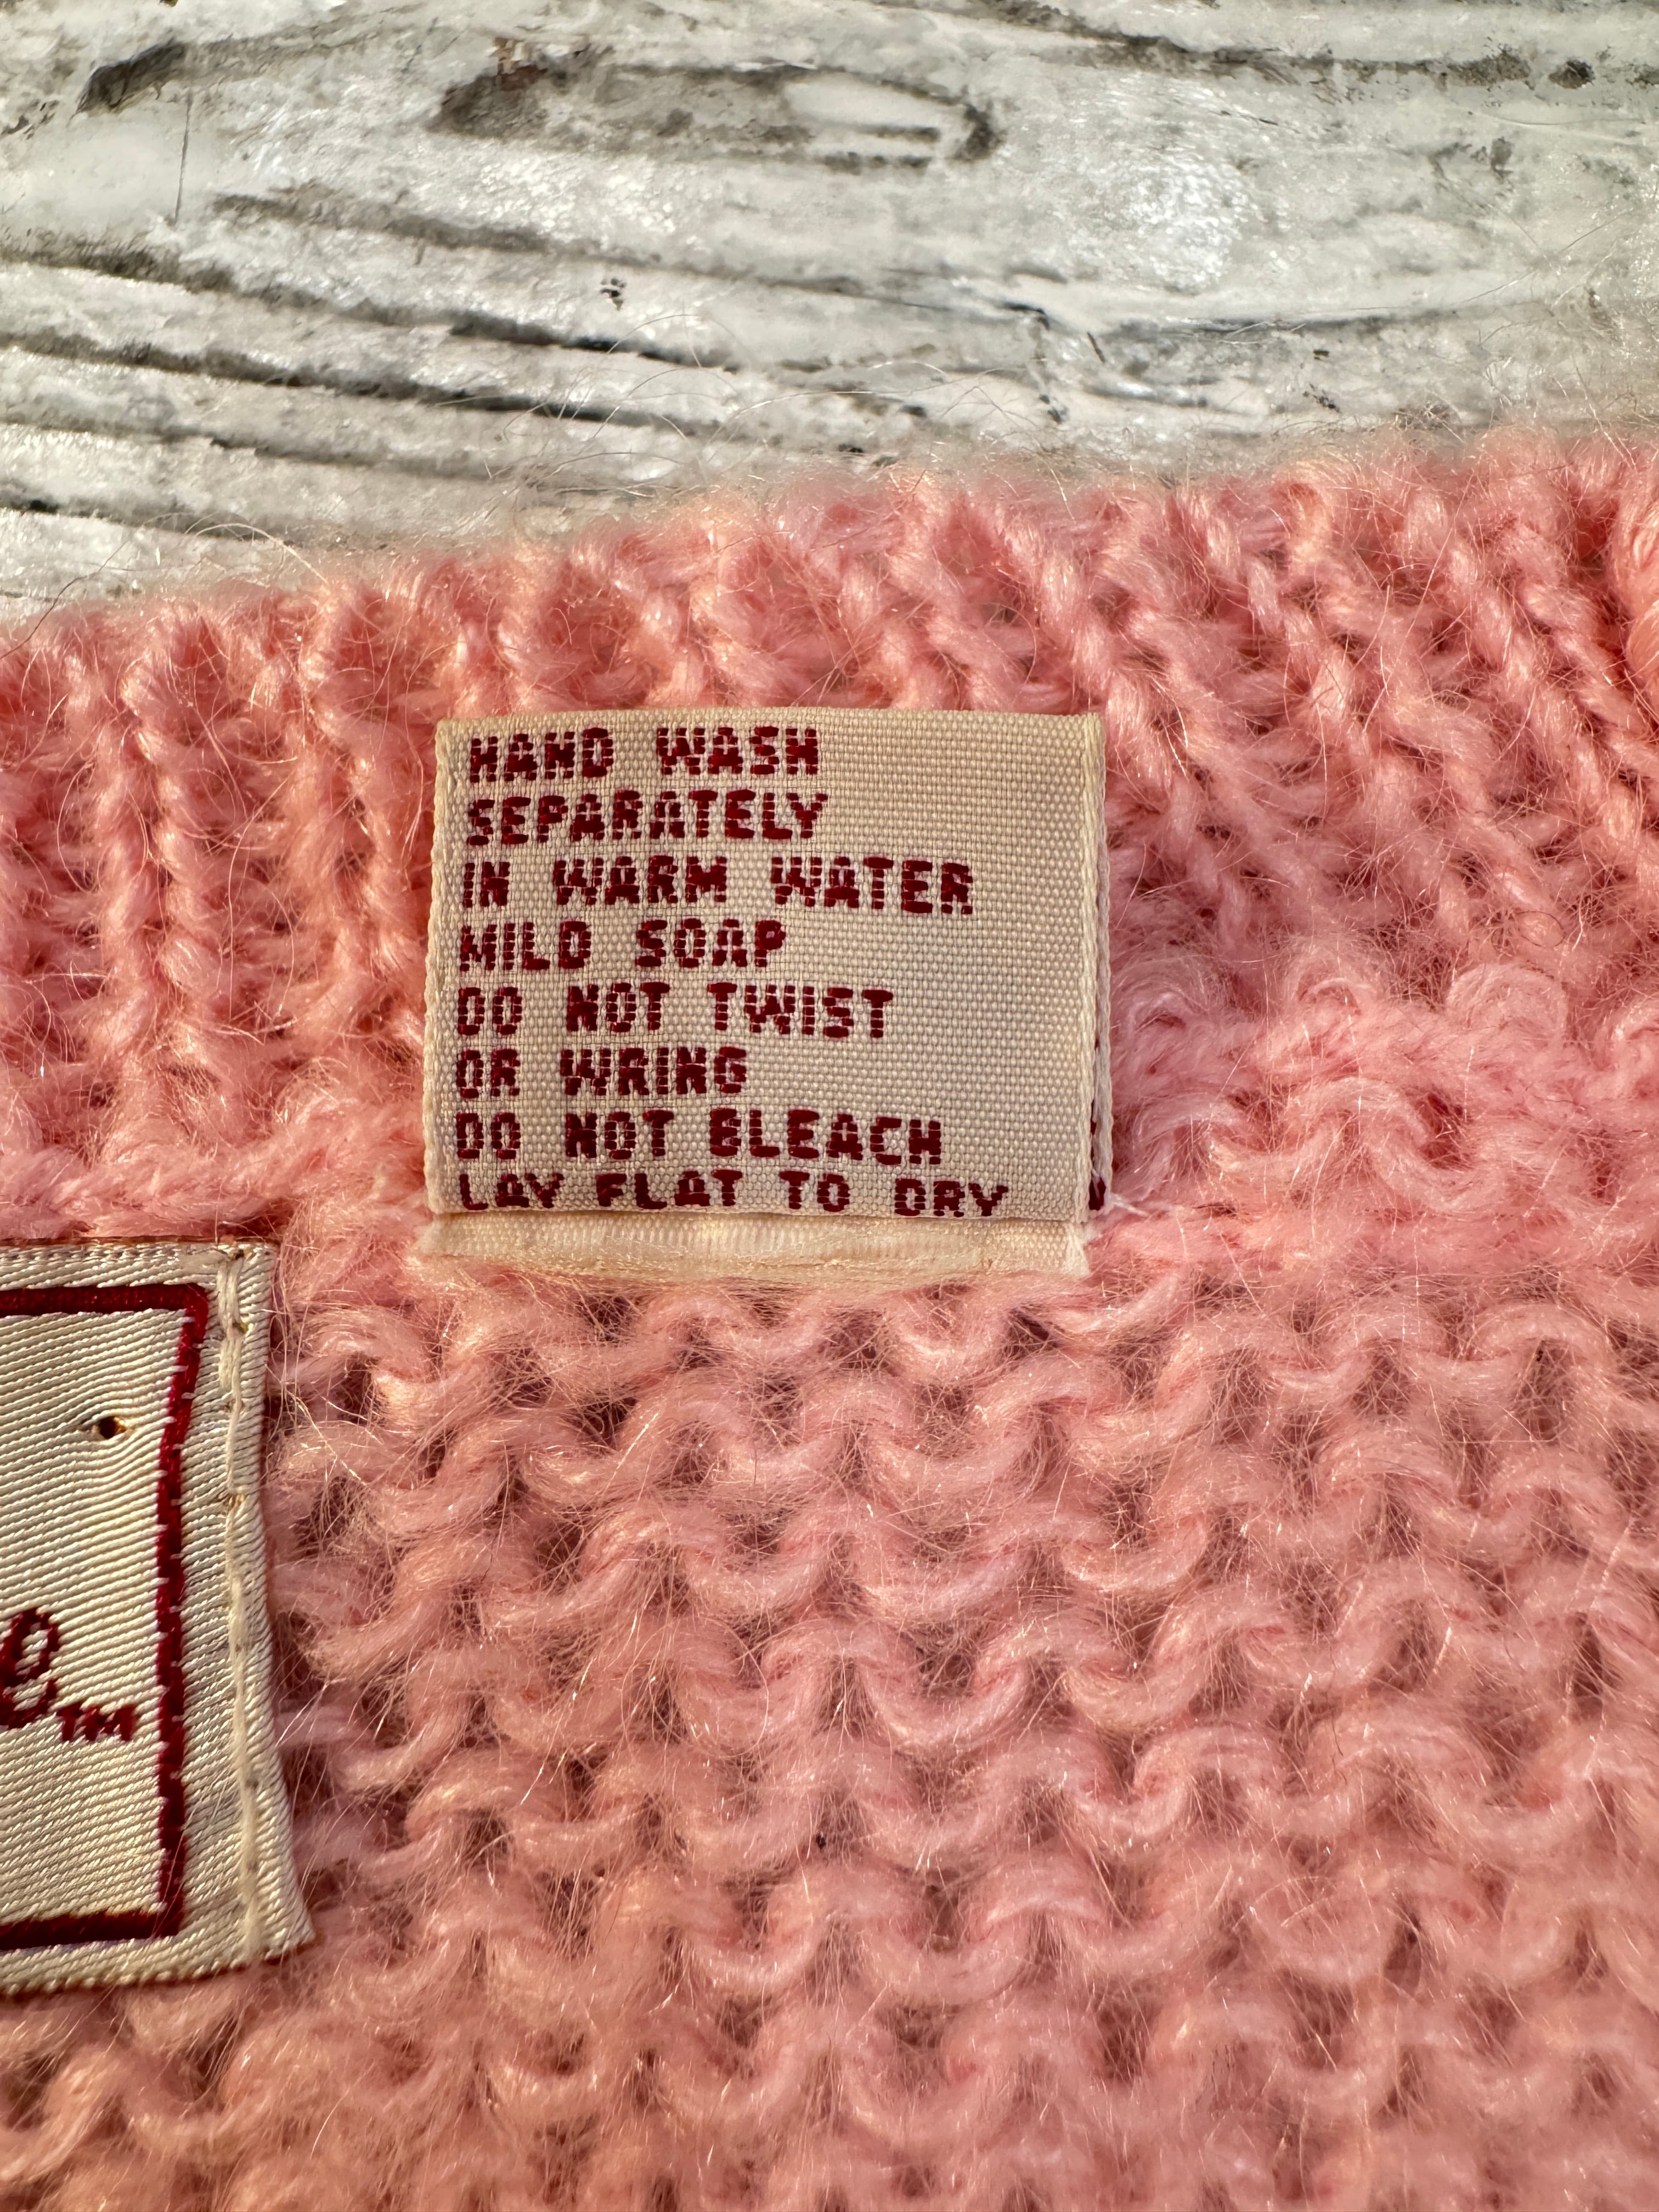 HAND WASH
SEPARATELY
IN WARM WATER
MILD SOAP
DO NOT TWIST
OR WRING
DO NOT BLEACH
LAY FLAT TO DRY
e™